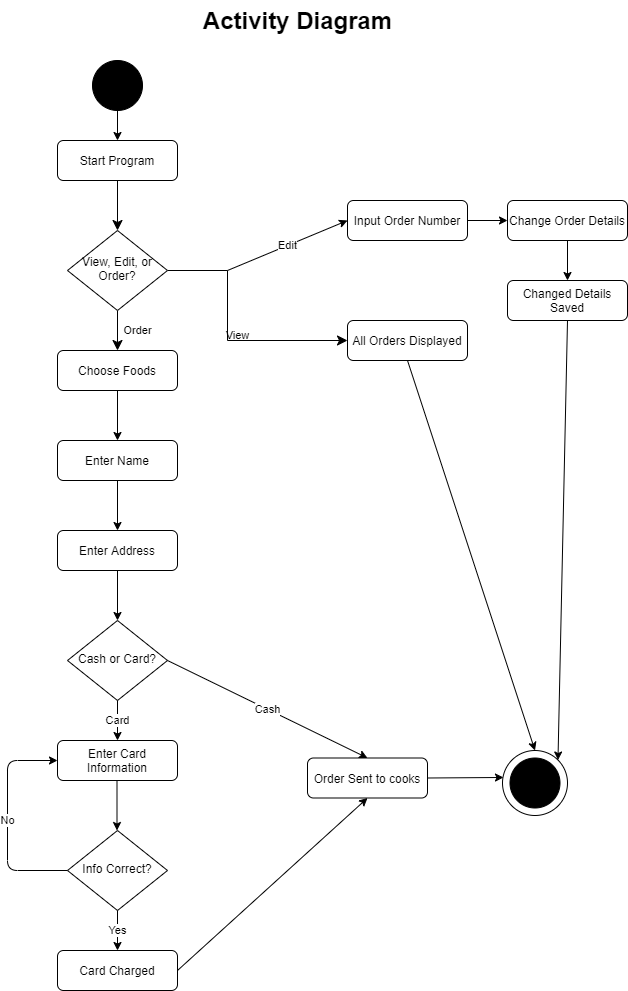 Activity Diagram
Start Program
View, Edit, or
Order?
Edit
Input Order Number
Change Order Details
Changed Details
Saved
View
All Orders Displayed
Order
Choose Foods
Enter Name
Enter Address
Cash or Card?
Cash
Card
Enter Card
Information
Order Sent to cooks
No
Info Correct?
Yes
Card Charged